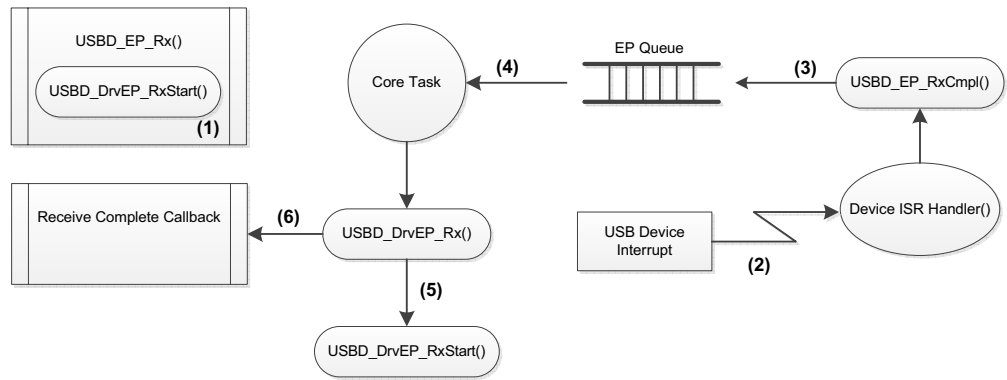 USBD_EP_Rx()
USBD_DrvEP_RxStart()
(1)
Core Task
(4)
EP Queue
(3)
USBD_EP_RxCmpl()
Receive Complete Callback
(6)
USBD_DrvEP_Rx()
USB Device
Interrupt
(2)
Device ISR Handler()
(5)
USBD_DrvEP_RxStart()